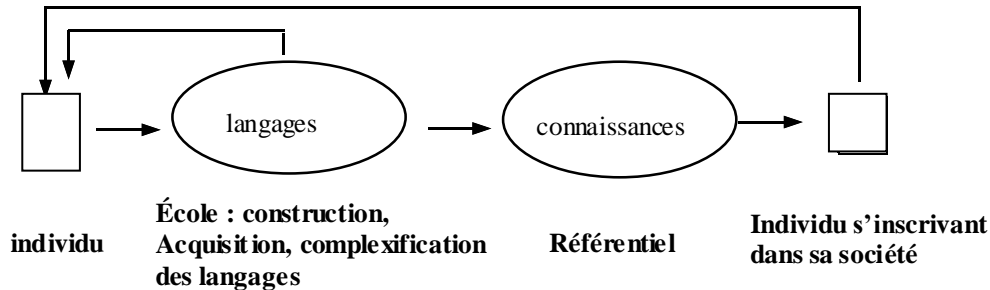 langages
connaissances
individu
École : construction,
Acquisition, complexification
des langages
Référentiel
Individu s'inscrivant
dans sa société